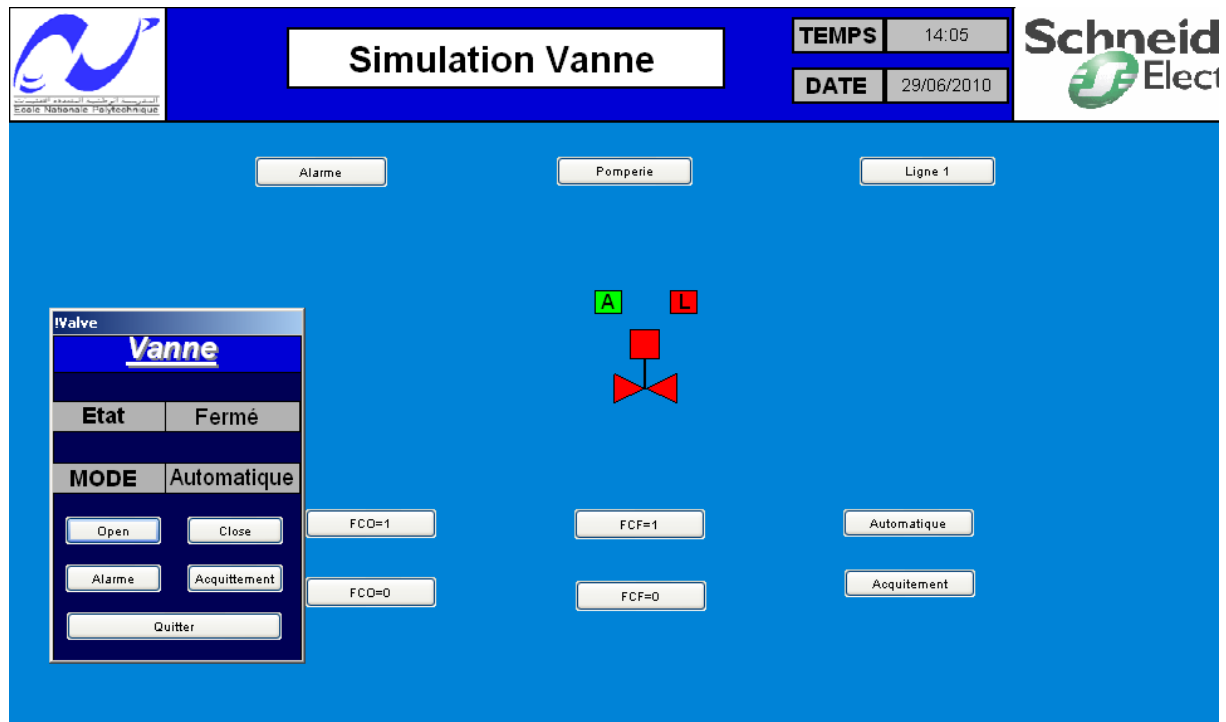 Simulation Vanne
TEMPS 14:05
DATE 29/06/2010
Schneid
Elect
Ecole Nationale Polytechnique
Alarme
Pomperie
Ligne 1
A
L
!Valve
Vanne
Etat Fermé
MODE Automatique
Open Close
Alarme Acquittement
Quitter
FCO=1
FCF=1
Automatique
FCO=0
FCF=0
Acquitement